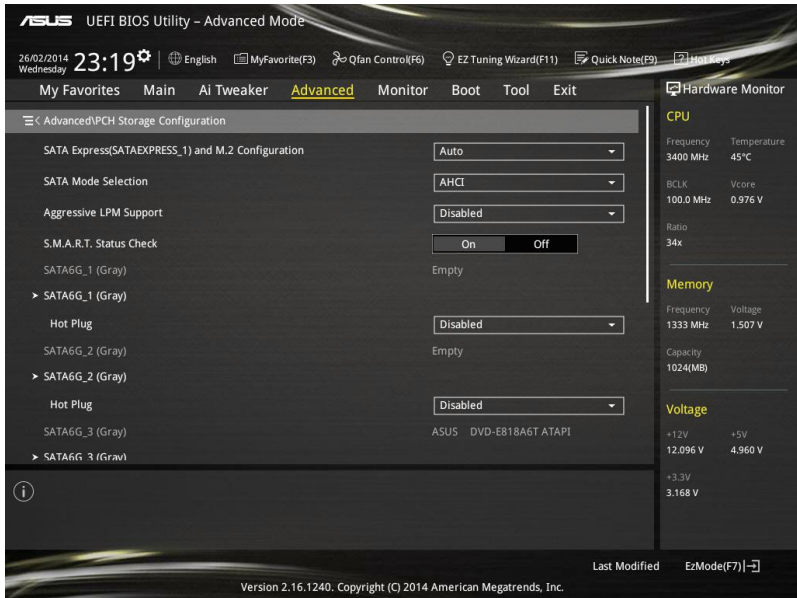 ASUS UEFI BIOS Utility – Advanced Mode
26/02/2014
Wednesday
23:19
English
MyFavorite(F3)
Qfan Control(F6)
EZ Tuning Wizard(F11)
Quick Note(F9)
? Hot Keys
My Favorites Main Ai Tweaker Advanced Monitor Boot Tool Exit
Advanced\PCH Storage Configuration
SATA Express(SATAEXPRESS_1) and M.2 Configuration Auto
SATA Mode Selection AHCI
Aggressive LPM Support Disabled
S.M.A.R.T. Status Check On Off
SATA6G_1 (Gray) Empty
SATA6G_1 (Gray)
Hot Plug Disabled
SATA6G_2 (Gray) Empty
SATA6G_2 (Gray)
Hot Plug Disabled
SATA6G_3 (Gray) ASUS DVD-E818A6T ATAPI
SATA6G_3 (Gray)
Hardware Monitor
CPU
Frequency Temperature
3400 MHz 45°C
BCLK Vcore
100.0 MHz 0.976 V
Ratio
34x
Memory
Frequency Voltage
1333 MHz 1.507 V
Capacity
1024(MB)
Voltage
+12V +5V
12.096 V 4.960 V
+3.3V
3.168 V
Last Modified EzMode(F7)
Version 2.16.1240. Copyright (C) 2014 American Megatrends, Inc.